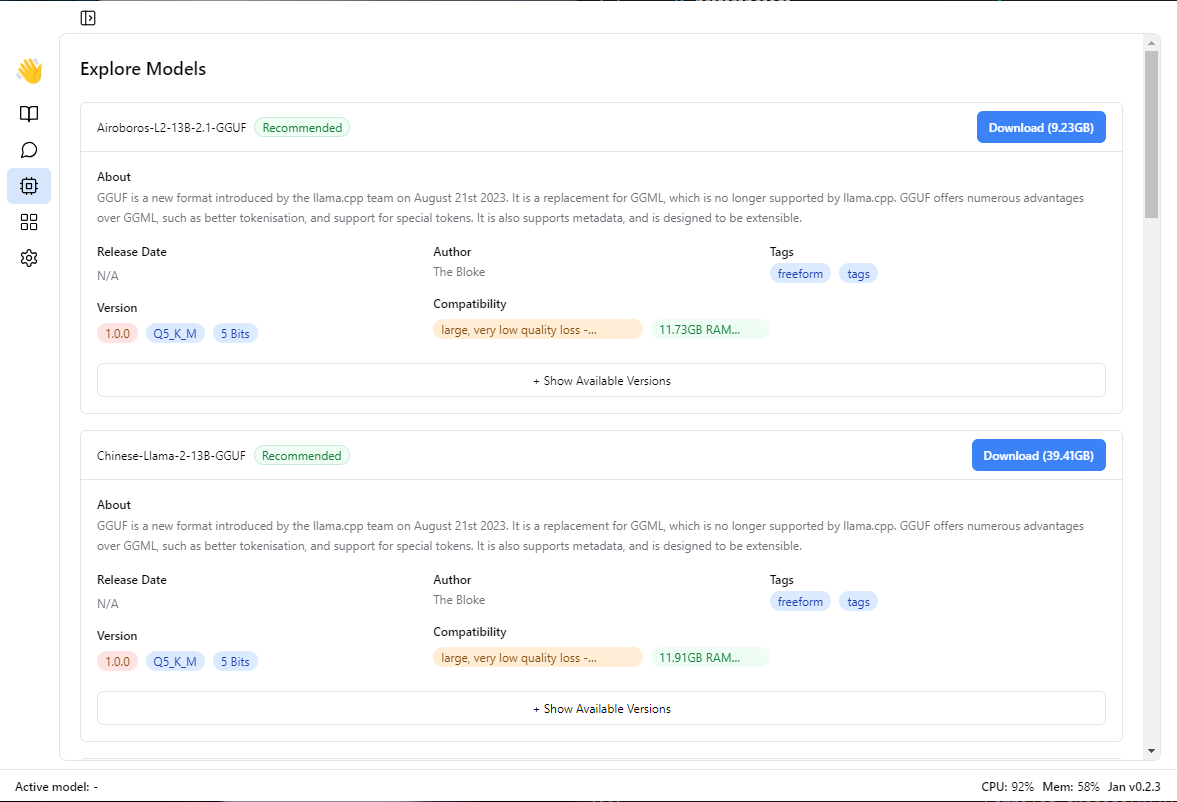 Explore Models
Airoboros-L2-13B-2.1-GGUF Recommended Download (9.23GB)
About
GGUF is a new format introduced by the llama.cpp team on August 21st 2023. It is a replacement for GGML, which is no longer supported by llama.cpp. GGUF offers numerous advantages
over GGML, such as better tokenisation, and support for special tokens. It is also supports metadata, and is designed to be extensible.
Release Date Author Tags
N/A The Bloke freeform tags
Version Compatibility
1.0.0 Q5_K_M 5 Bits large, very low quality loss -... 11.73GB RAM...
+ Show Available Versions
Chinese-Llama-2-13B-GGUF Recommended Download (39.41GB)
About
GGUF is a new format introduced by the llama.cpp team on August 21st 2023. It is a replacement for GGML, which is no longer supported by llama.cpp. GGUF offers numerous advantages
over GGML, such as better tokenisation, and support for special tokens. It is also supports metadata, and is designed to be extensible.
Release Date Author Tags
N/A The Bloke freeform tags
Version Compatibility
1.0.0 Q5_K_M 5 Bits large, very low quality loss -... 11.91GB RAM...
+ Show Available Versions
Active model: - CPU: 92% Mem: 58% Jan v0.2.3